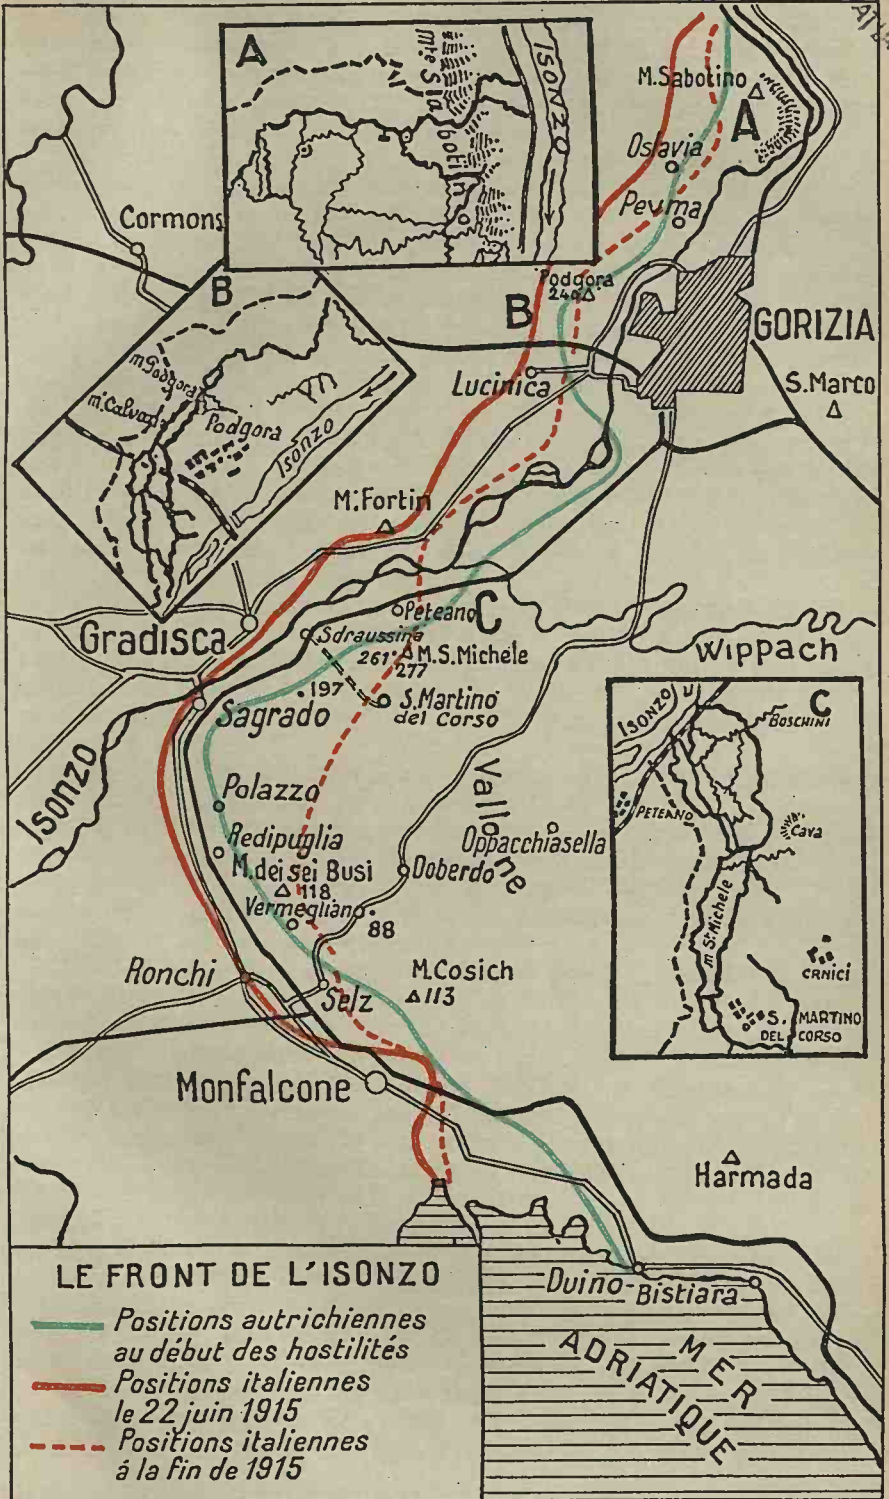 A
Mte Sabotino
ISONZO
M.Sabotino
A
Oslavia
Pevma
Cormons
B
m.Podgora
m.Calvario
Podgora
Isonzo
Podgora
240
B
GORIZIA
Lucinica
S.Marco
M.Fortin
Peteano
C
Gradisca
Sdraussina
261
M.S.Michele
277
Wippach
.197
S.Martino
del Corso
Sagrado
Isonzo
C
ISONZO
BOSCHINI
PETEANO
Cava
m St Michele
CRNICI
S. MARTINO
DEL CORSO
Polazzo
Vallone
Redipuglia
Oppacchiasella
M.dei sei Busi
118
Doberdo
Vermegliano
88
Ronchi
M.Cosich
113
Selz
Monfalcone
Harmada
Duino-Bistiara
MER
ADRIATIQUE
LE FRONT DE L'ISONZO
Positions autrichiennes
au début des hostilités
Positions italiennes
le 22 juin 1915
Positions italiennes
á la fin de 1915